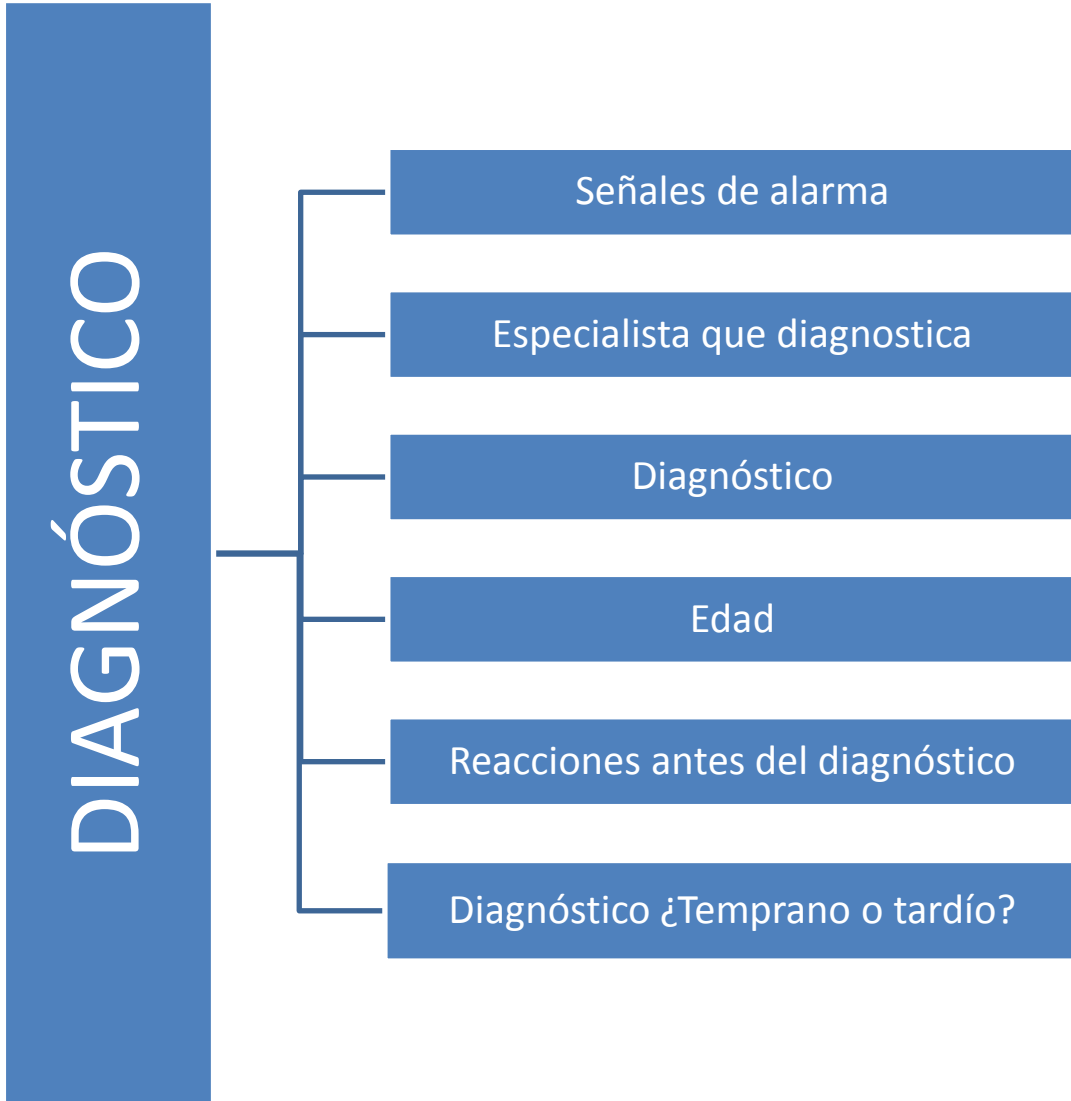 DIAGNÓSTICO
Señales de alarma
Especialista que diagnostica
Diagnóstico
Edad
Reacciones antes del diagnóstico
Diagnóstico ¿Temprano o tardío?